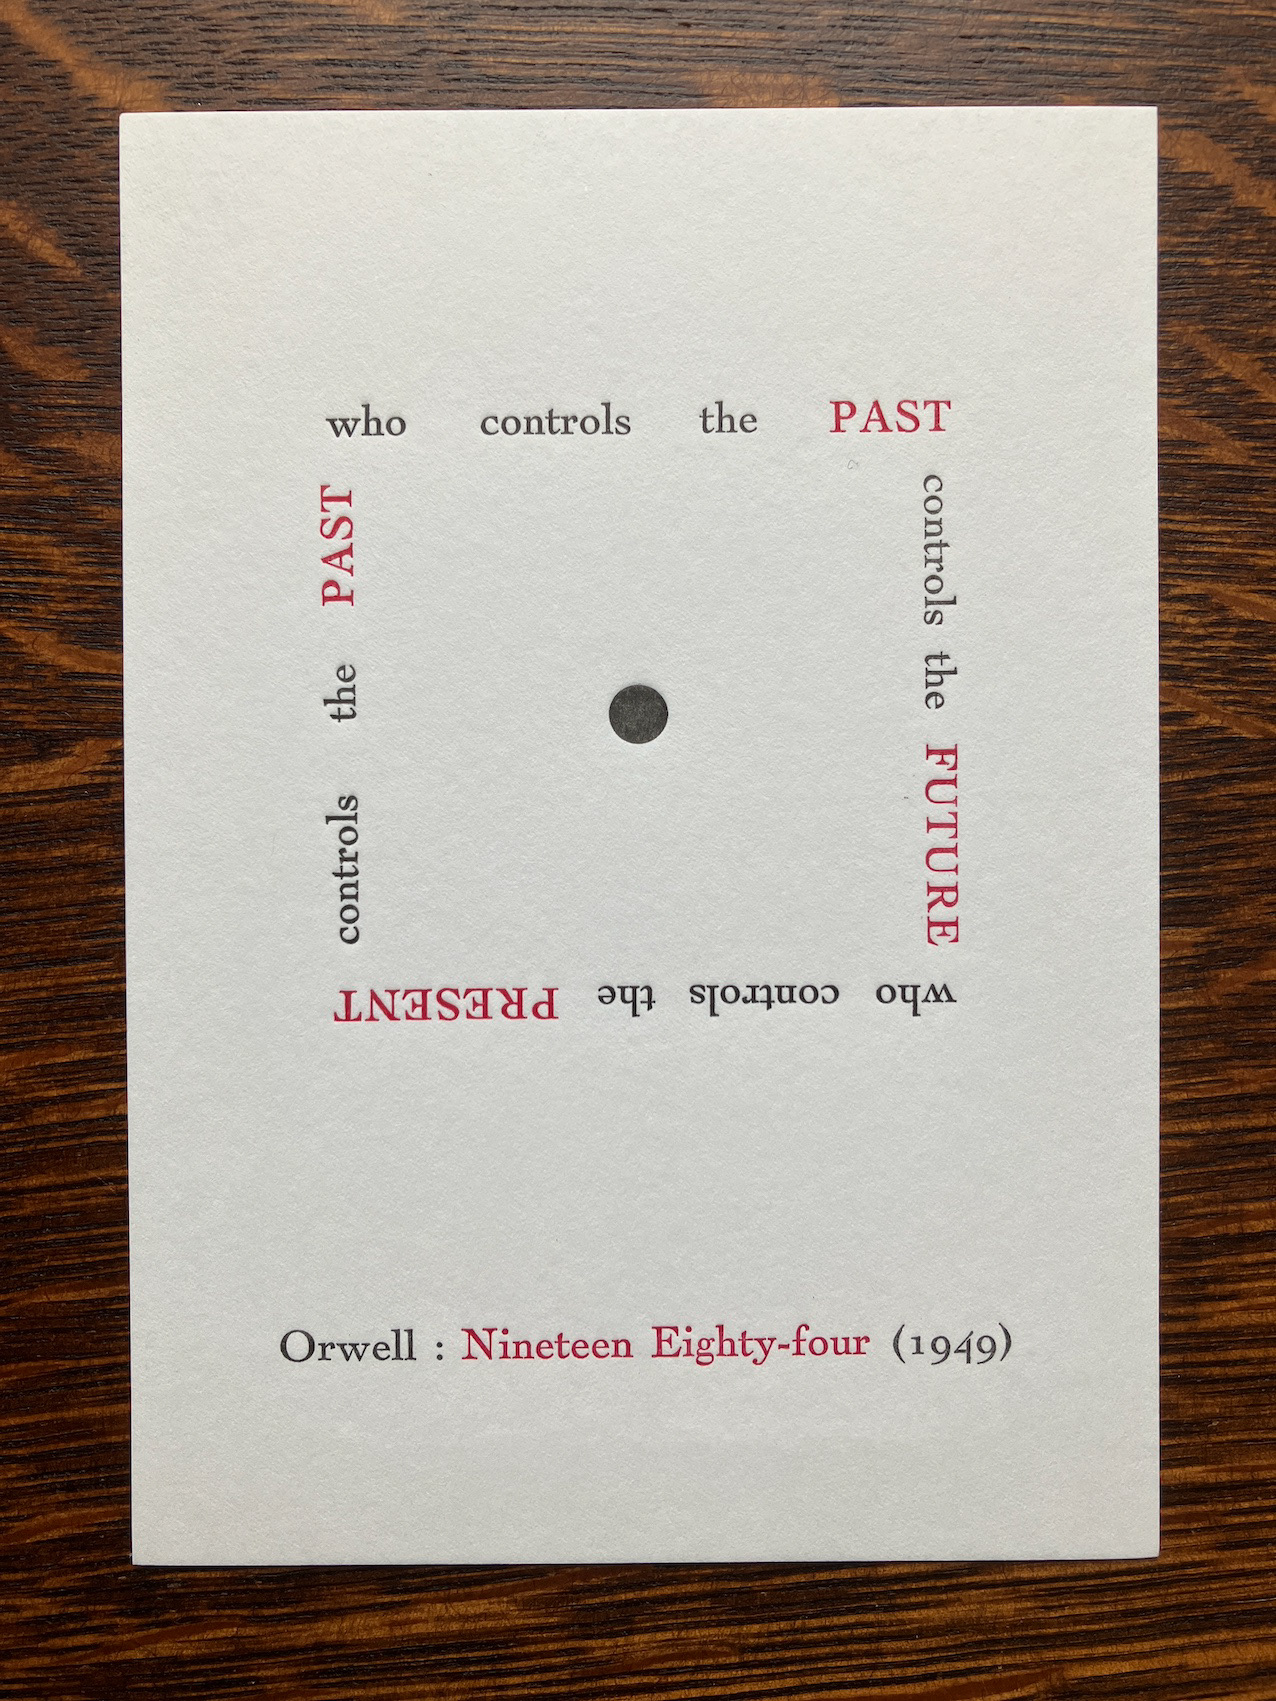 who controls the PAST
controls the FUTURE
who controls the PRESENT
controls the PAST
Orwell : Nineteen Eighty-four (1949)